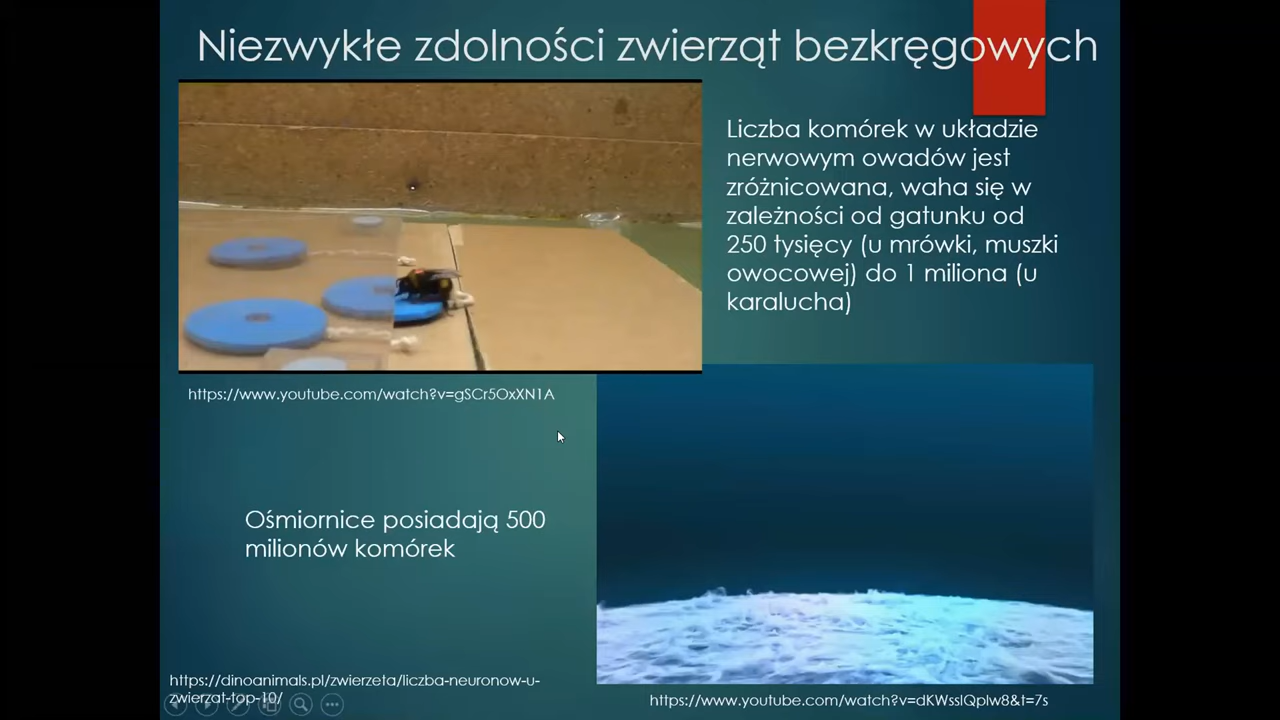 Niezwykłe zdolności zwierząt bezkręgowych
Liczba komórek w układzie
nerwowym owadów jest
zróżnicowana, waha się w
zależności od gatunku od
250 tysięcy (u mrówki, muszki
owocowej) do 1 miliona (u
karalucha)
https://www.youtube.com/watch?v=gSCr5OxXN1A
Ośmiornice posiadają 500
milionów komórek
https://dinoanimals.pl/zwierzeta/liczba-neuronow-u-
zwierzat-top-10/
https://www.youtube.com/watch?v=dKWssIQplw8&t=7s